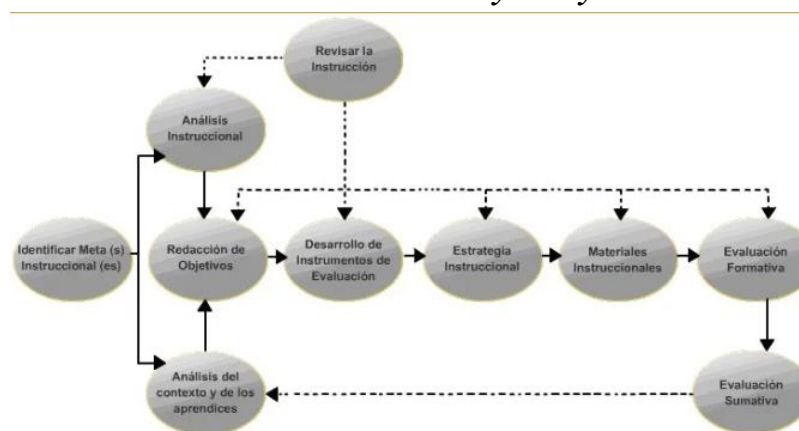 Revisar la
Instrucción
Análisis
Instruccional
Identificar Meta (s)
Instruccional (es)
Redacción de
Objetivos
Desarrollo de
Instrumentos de
Evaluación
Estrategia
Instruccional
Materiales
Instruccionales
Evaluación
Formativa
Análisis del
contexto y de los
aprendices
Evaluación
Sumativa